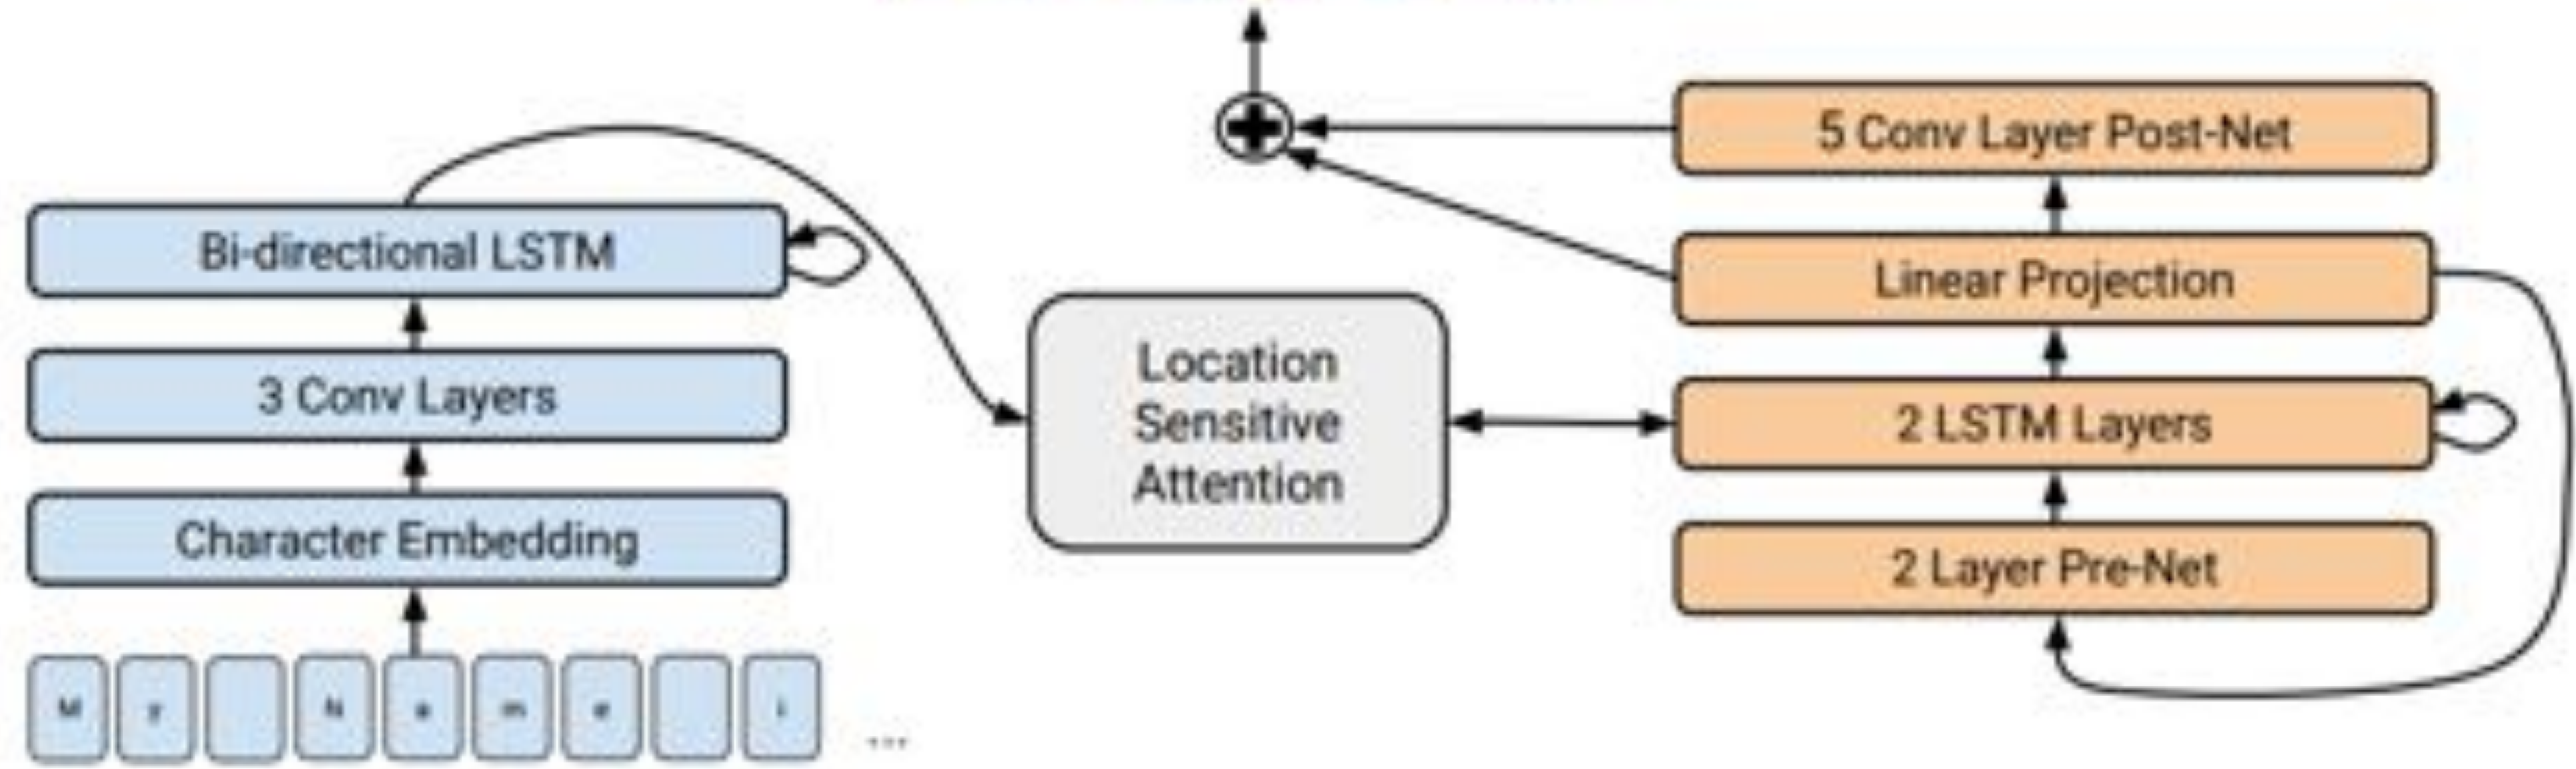 5 Conv Layer Post-Net
Bi-directional LSTM
Linear Projection
Location
Sensitive
Attention
3 Conv Layers
2 LSTM Layers
Character Embedding
2 Layer Pre-Net
M y N a m e i ...